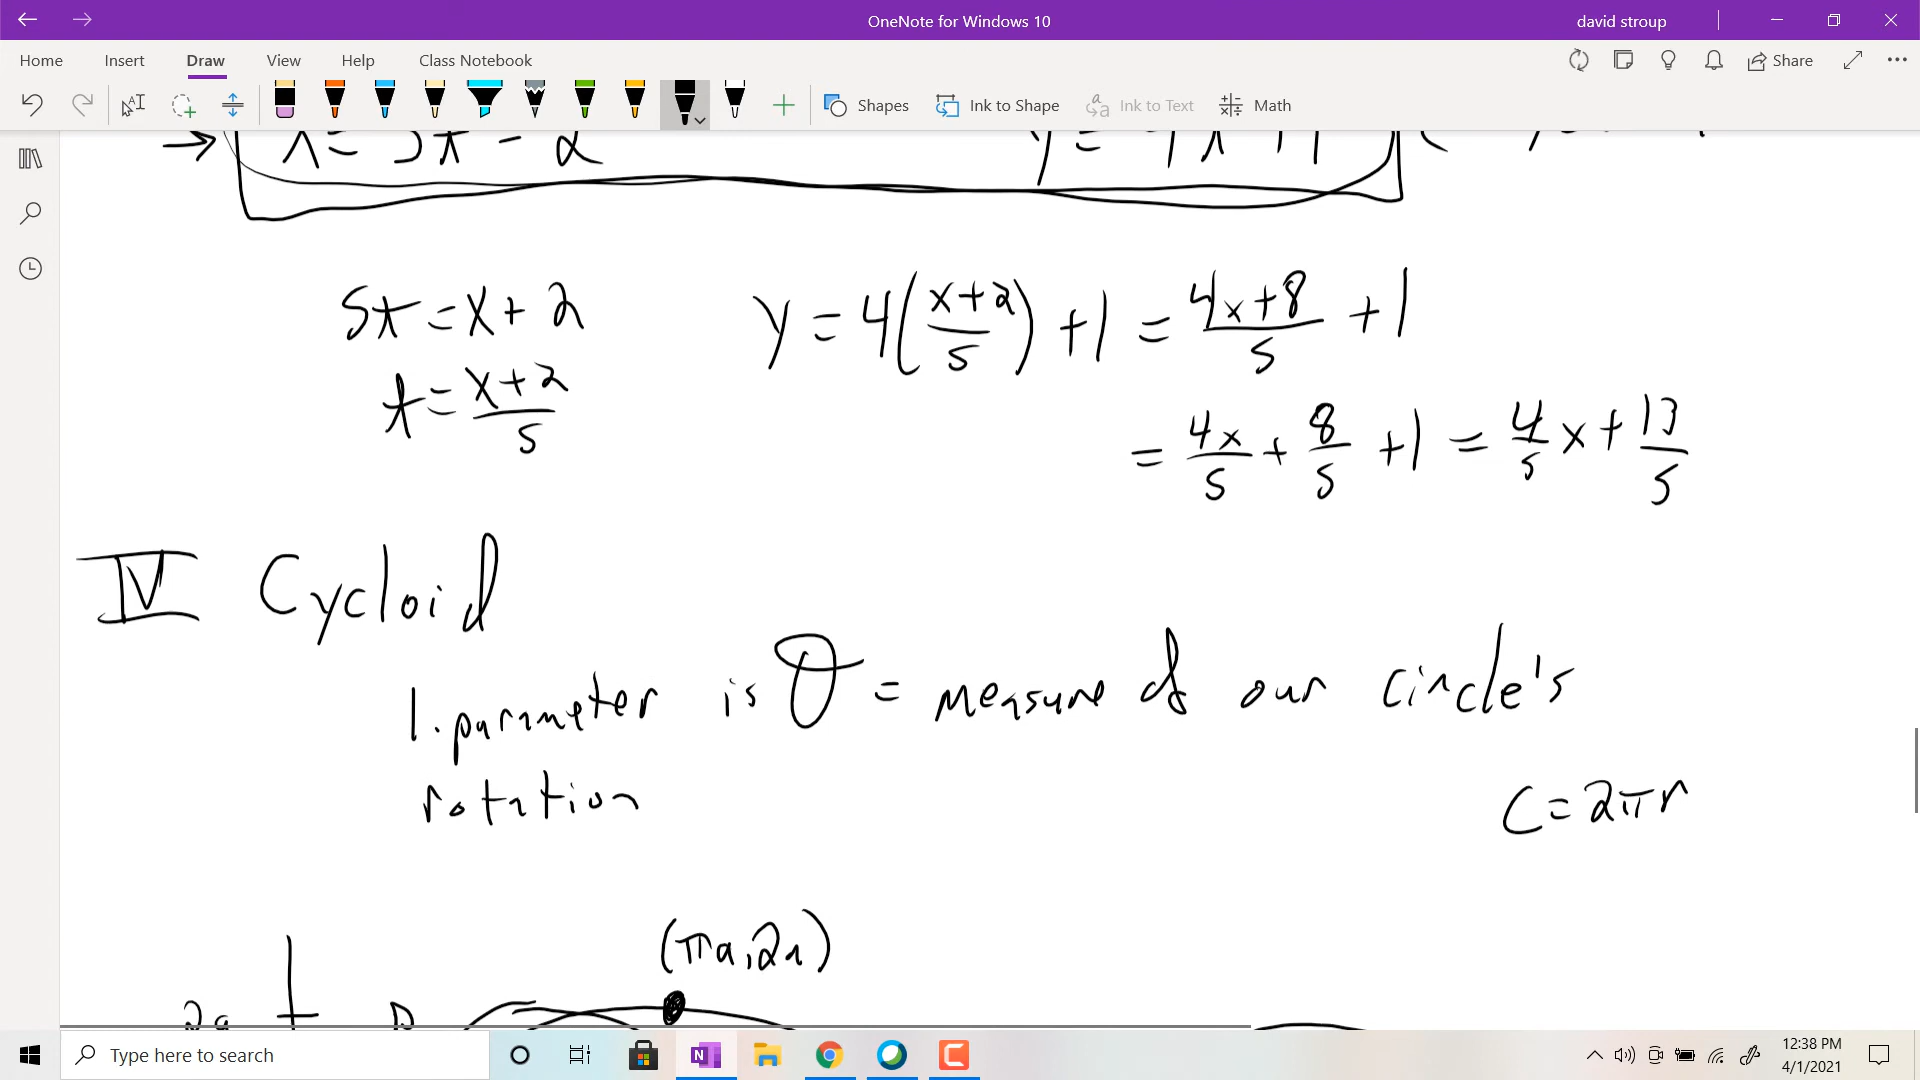 OneNote for Windows 10
david stroup
Home Insert Draw View Help Class Notebook
Share
Shapes Ink to Shape Ink to Text Math
x = 5t - 2
5t = x + 2
y = 4(x+2/5) + 1 = 4x+8/5 + 1
t = x+2/5
= 4x/5 + 8/5 + 1 = 4/5 x + 13/5
IV Cycloid
1. parameter is θ = measure of our circle's
rotation
C = 2πr
(πa, 2a)
2a P
Type here to search
12:38 PM
4/1/2021